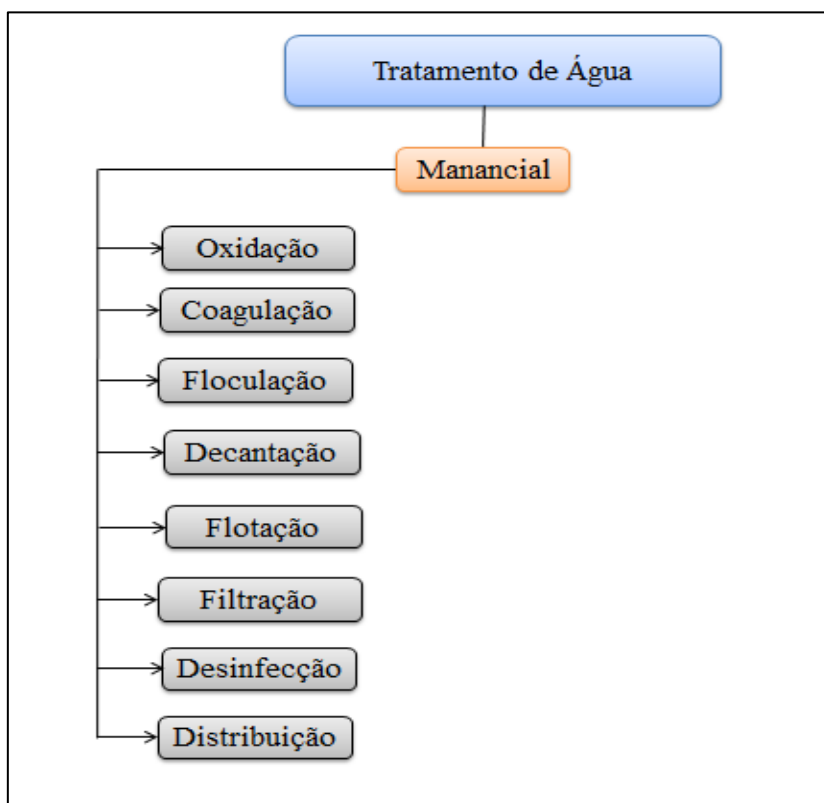 Tratamento de Água
Manancial
Oxidação
Coagulação
Floculação
Decantação
Flotação
Filtração
Desinfecção
Distribuição